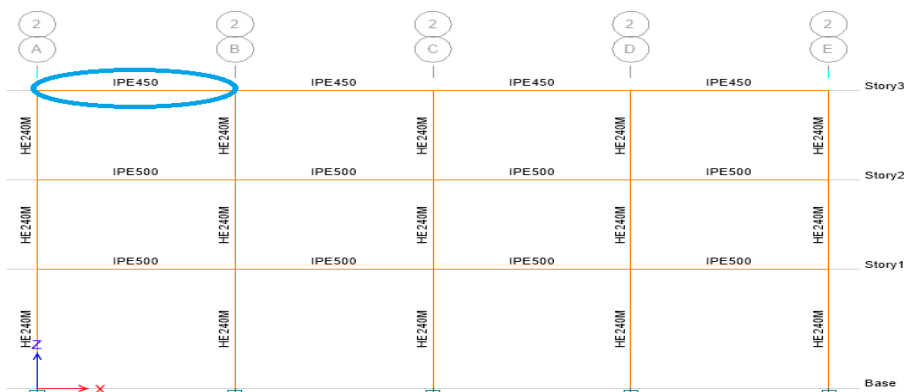 2 2 2 2 2
A B C D E
IPE450 IPE450 IPE450 IPE450
Story3
HE240M HE240M HE240M HE240M HE240M
IPE500 IPE500 IPE500 IPE500
Story2
HE240M HE240M HE240M HE240M HE240M
IPE500 IPE500 IPE500 IPE500
Story1
HE240M HE240M HE240M HE240M HE240M
Z
X
Base